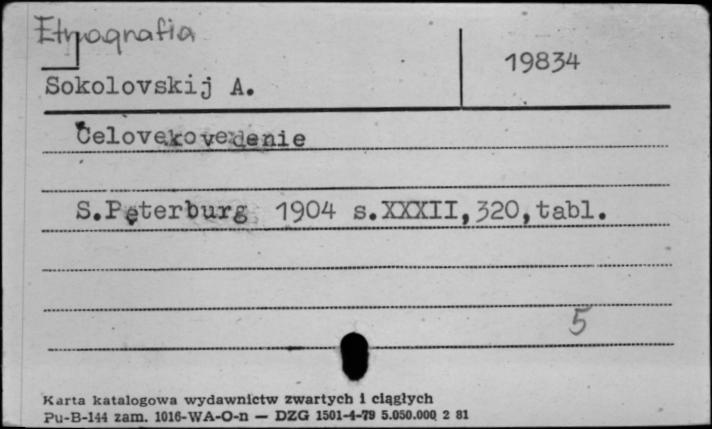 Etnografia
19834
Sokolovskij A.
Čelovekovedenie
S.Peterburg 1904 s.XXXII,320,tabl.
5
Karta katalogowa wydawnictw zwartych i ciągłych
Pu-B-144 zam. 1016-WA-O-n — DZG 1501-4-79 5.050.000 2 81